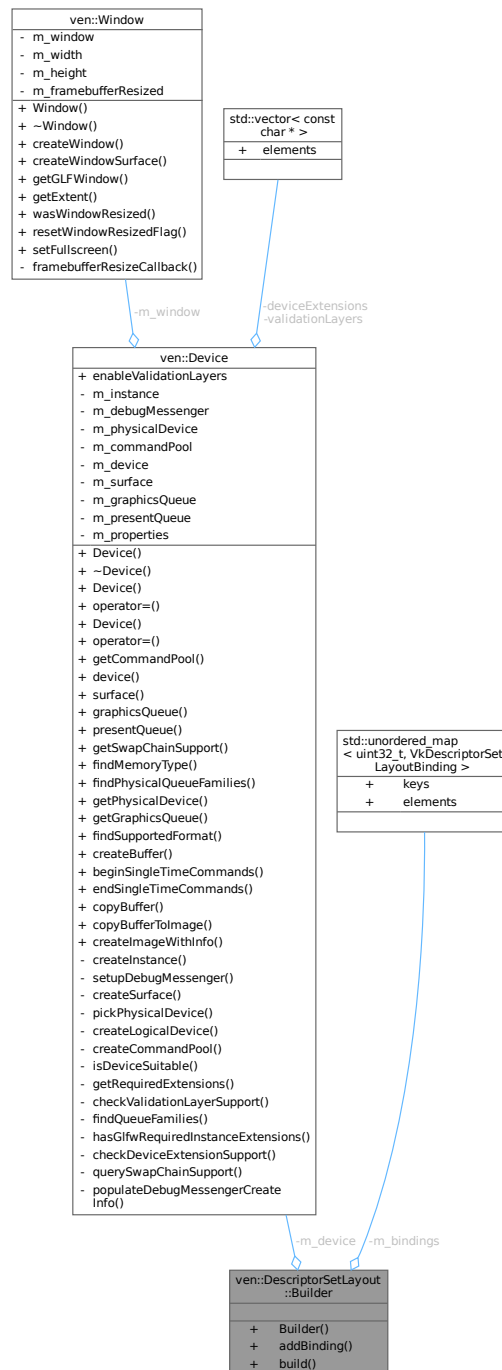 ven::Window
- m_window
- m_width
- m_height
- m_framebufferResized
+ Window()
+ ~Window()
+ createWindow()
+ createWindowSurface()
+ getGLFWindow()
+ getExtent()
+ wasWindowResized()
+ resetWindowResizedFlag()
+ setFullscreen()
- framebufferResizeCallback()
std::vector< const
char * >
+ elements
-m_window
-deviceExtensions
-validationLayers
ven::Device
+ enableValidationLayers
- m_instance
- m_debugMessenger
- m_physicalDevice
- m_commandPool
- m_device
- m_surface
- m_graphicsQueue
- m_presentQueue
- m_properties
+ Device()
+ ~Device()
+ Device()
+ operator=()
+ Device()
+ operator=()
+ getCommandPool()
+ device()
+ surface()
+ graphicsQueue()
+ presentQueue()
+ getSwapChainSupport()
+ findMemoryType()
+ findPhysicalQueueFamilies()
+ getPhysicalDevice()
+ getGraphicsQueue()
+ findSupportedFormat()
+ createBuffer()
+ beginSingleTimeCommands()
+ endSingleTimeCommands()
+ copyBuffer()
+ copyBufferToImage()
+ createImageWithInfo()
- createInstance()
- setupDebugMessenger()
- createSurface()
- pickPhysicalDevice()
- createLogicalDevice()
- createCommandPool()
- isDeviceSuitable()
- getRequiredExtensions()
- checkValidationLayerSupport()
- findQueueFamilies()
- hasGlfwRequiredInstanceExtensions()
- checkDeviceExtensionSupport()
- querySwapChainSupport()
- populateDebugMessengerCreate
Info()
std::unordered_map
< uint32_t, VkDescriptorSet
LayoutBinding >
+ keys
+ elements
-m_device
-m_bindings
ven::DescriptorSetLayout
::Builder
+ Builder()
+ addBinding()
+ build()